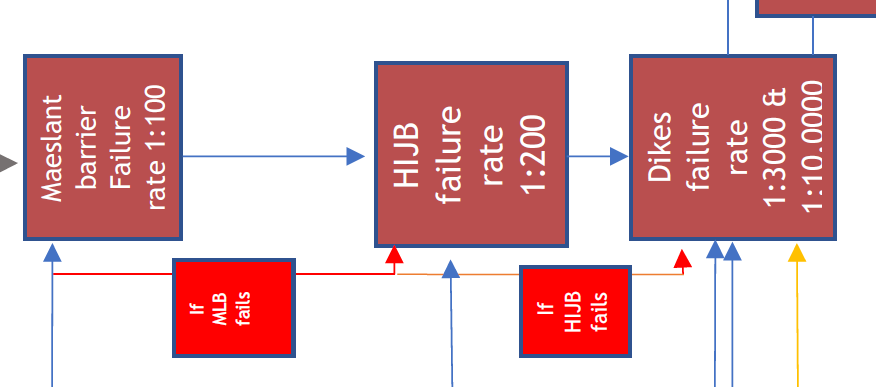 Maeslant
barrier
Failure
rate 1:100
HIJB
failure
rate
1:200
Dikes
failure
rate
1:3000 &
1:10.0000
If
MLB
fails
If
HIJB
fails